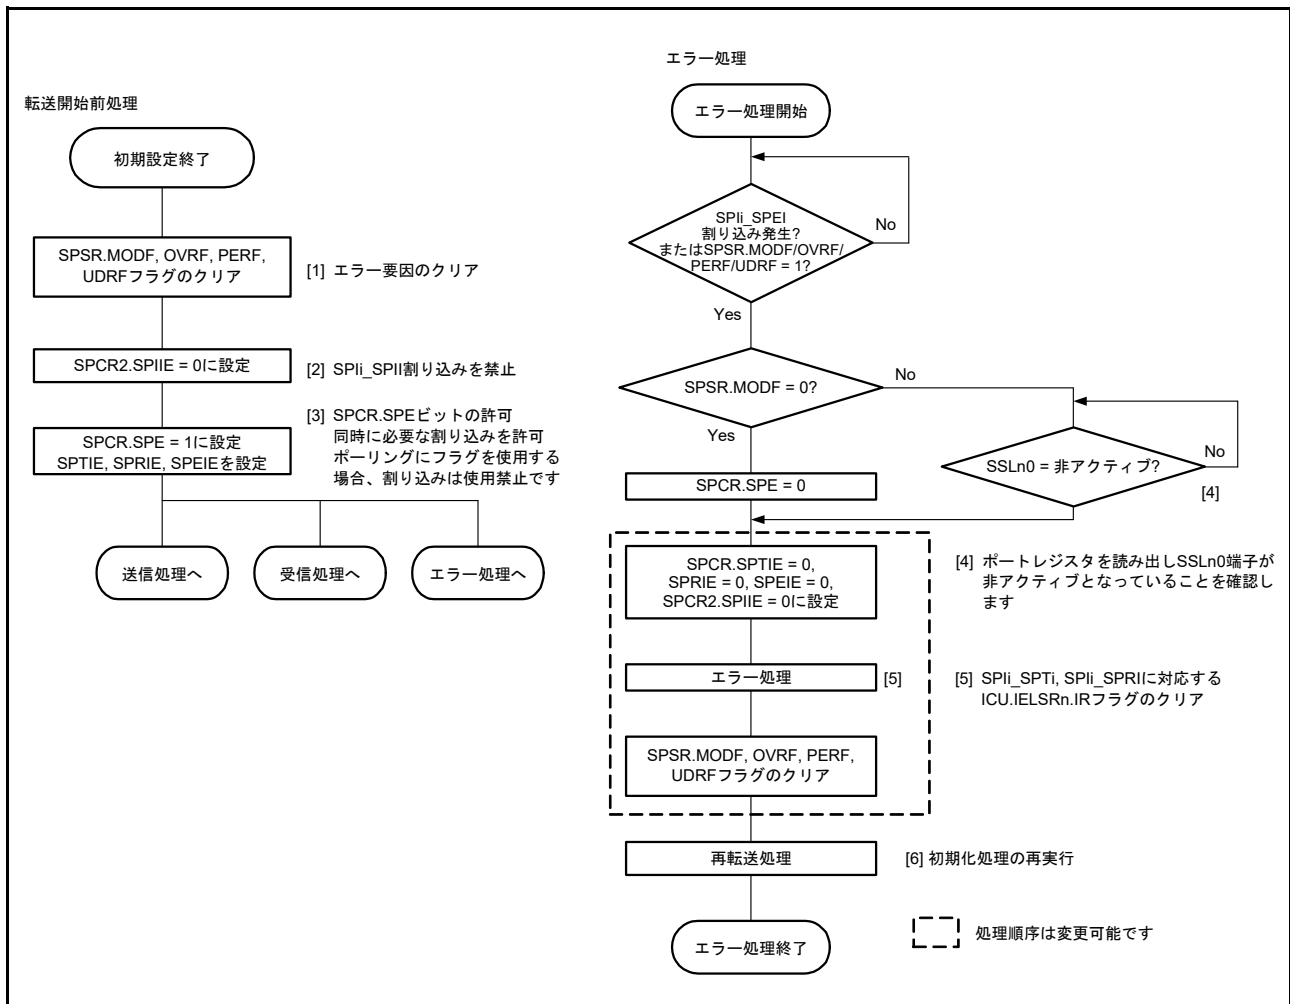 転送開始前処理
初期設定終了
SPSR.MODF, OVRF, PERF,
UDRFフラグのクリア
[1] エラー要因のクリア
SPCR2.SPIIE = 0に設定
[2] SPIi_SPII割り込みを禁止
SPCR.SPE = 1に設定
SPTIE, SPRIE, SPEIEを設定
[3] SPCR.SPEビットの許可
同時に必要な割り込みを許可
ポーリングにフラグを使用する
場合、割り込みは使用禁止です
送信処理へ
受信処理へ
エラー処理へ
エラー処理
エラー処理開始
SPIi_SPEI
割り込み発生?
またはSPSR.MODF/OVRF/
PERF/UDRF = 1?
No
Yes
SPSR.MODF = 0?
No
Yes
SSLn0 = 非アクティブ?
No
[4]
SPCR.SPE = 0
SPCR.SPTIE = 0,
SPRIE = 0, SPEIE = 0,
SPCR2.SPIIE = 0に設定
[4] ポートレジスタを読み出しSSLn0端子が
非アクティブとなっていることを確認し
ます
エラー処理
[5]
[5] SPIi_SPTi, SPIi_SPRIに対応する
ICU.IELSRn.IRフラグのクリア
SPSR.MODF, OVRF, PERF,
UDRFフラグのクリア
再転送処理
[6] 初期化処理の再実行
エラー処理終了
処理順序は変更可能です